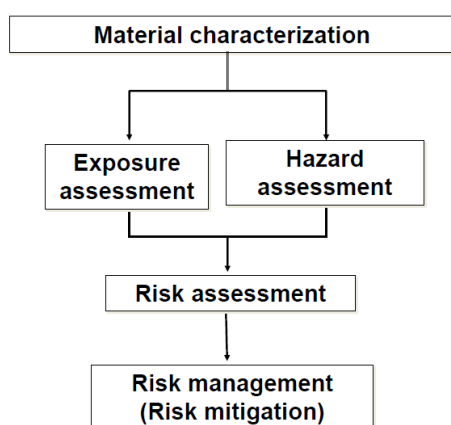 Material characterization
Exposure
assessment
Hazard
assessment
Risk assessment
Risk management
(Risk mitigation)